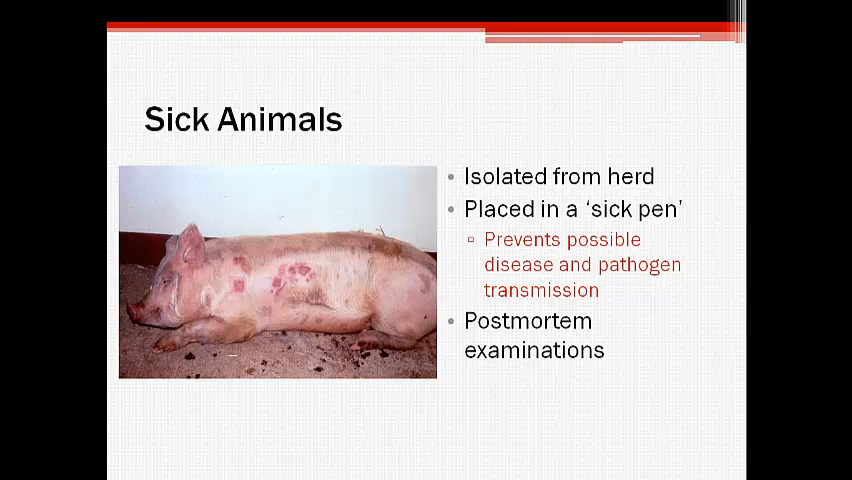 Sick Animals
Isolated from herd
Placed in a ‘sick pen’
Prevents possible
disease and pathogen
transmission
Postmortem
examinations